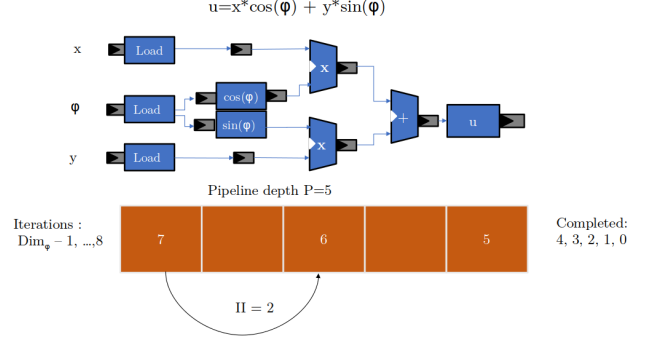 u=x*cos(φ) + y*sin(φ)
x
Load
x
φ
Load
cos(φ)
sin(φ)
+
u
y
Load
x
Pipeline depth P=5
Iterations :
Dimφ – 1, …,8
7
6
5
Completed:
4, 3, 2, 1, 0
II = 2